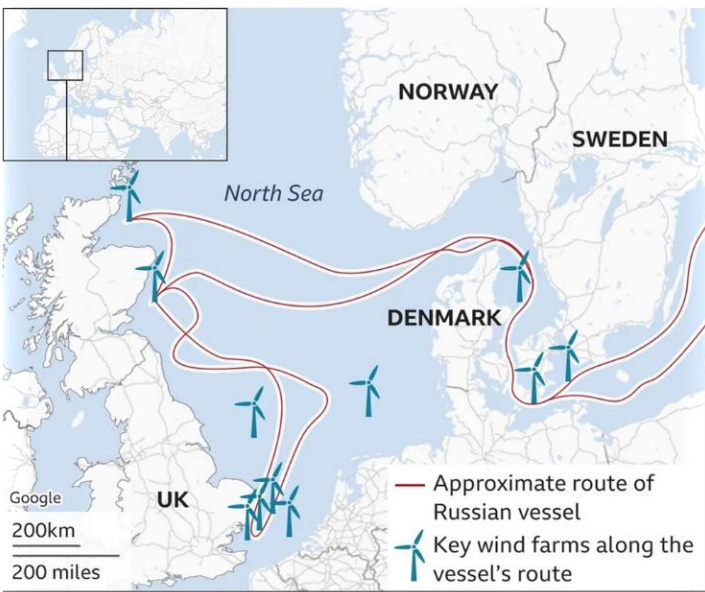 NORWAY
SWEDEN
North Sea
DENMARK
UK
Google
200km
200 miles
Approximate route of
Russian vessel
Key wind farms along the
vessel's route